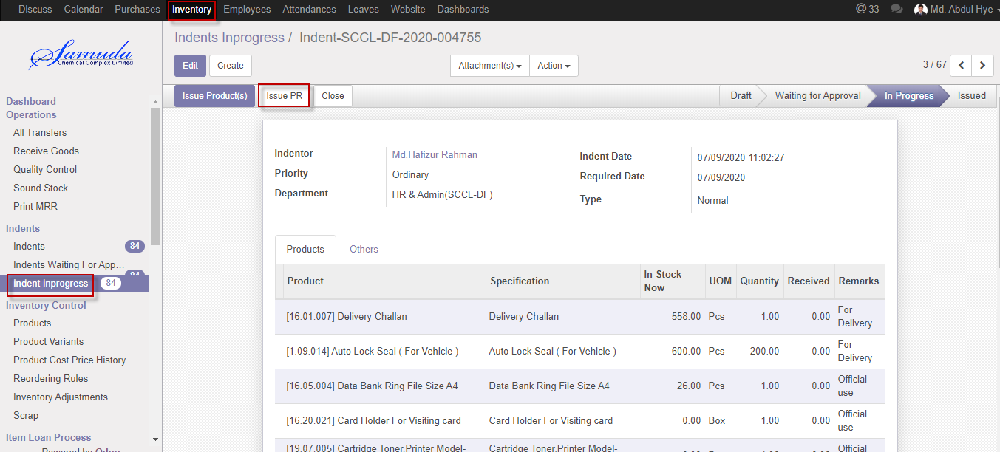 Discuss Calendar Purchases Inventory Employees Attendances Leaves Website Dashboards @ 33 Md. Abdul Hye
Samuda
Chemical Complex Limited
Indents Inprogress / Indent-SCCL-DF-2020-004755
Edit Create Attachment(s) Action 3 / 67
Issue Product(s) Issue PR Close Draft Waiting for Approval In Progress Issued
Dashboard
Operations
All Transfers
Receive Goods
Quality Control
Sound Stock
Print MRR
Indents
Indents 84
Indents Waiting For App... 84
Indent Inprogress 84
Inventory Control
Products
Product Variants
Product Cost Price History
Reordering Rules
Inventory Adjustments
Scrap
Item Loan Process
Powered by Odoo
Indentor Md.Hafizur Rahman
Priority Ordinary
Department HR & Admin(SCCL-DF)
Indent Date 07/09/2020 11:02:27
Required Date 07/09/2020
Type Normal
Products Others
Product Specification In Stock Now UOM Quantity Received Remarks
[16.01.007] Delivery Challan Delivery Challan 558.00 Pcs 1.00 0.00 For Delivery
[1.09.014] Auto Lock Seal ( For Vehicle ) Auto Lock Seal ( For Vehicle ) 600.00 Pcs 200.00 0.00 For Delivery
[16.05.004] Data Bank Ring File Size A4 Data Bank Ring File Size A4 26.00 Pcs 1.00 0.00 Official use
[16.20.021] Card Holder For Visiting card Card Holder For Visiting card 0.00 Box 1.00 0.00 Official use
[19.07.005] Cartridge Toner,Printer Model- Cartridge Toner,Printer Model- Official